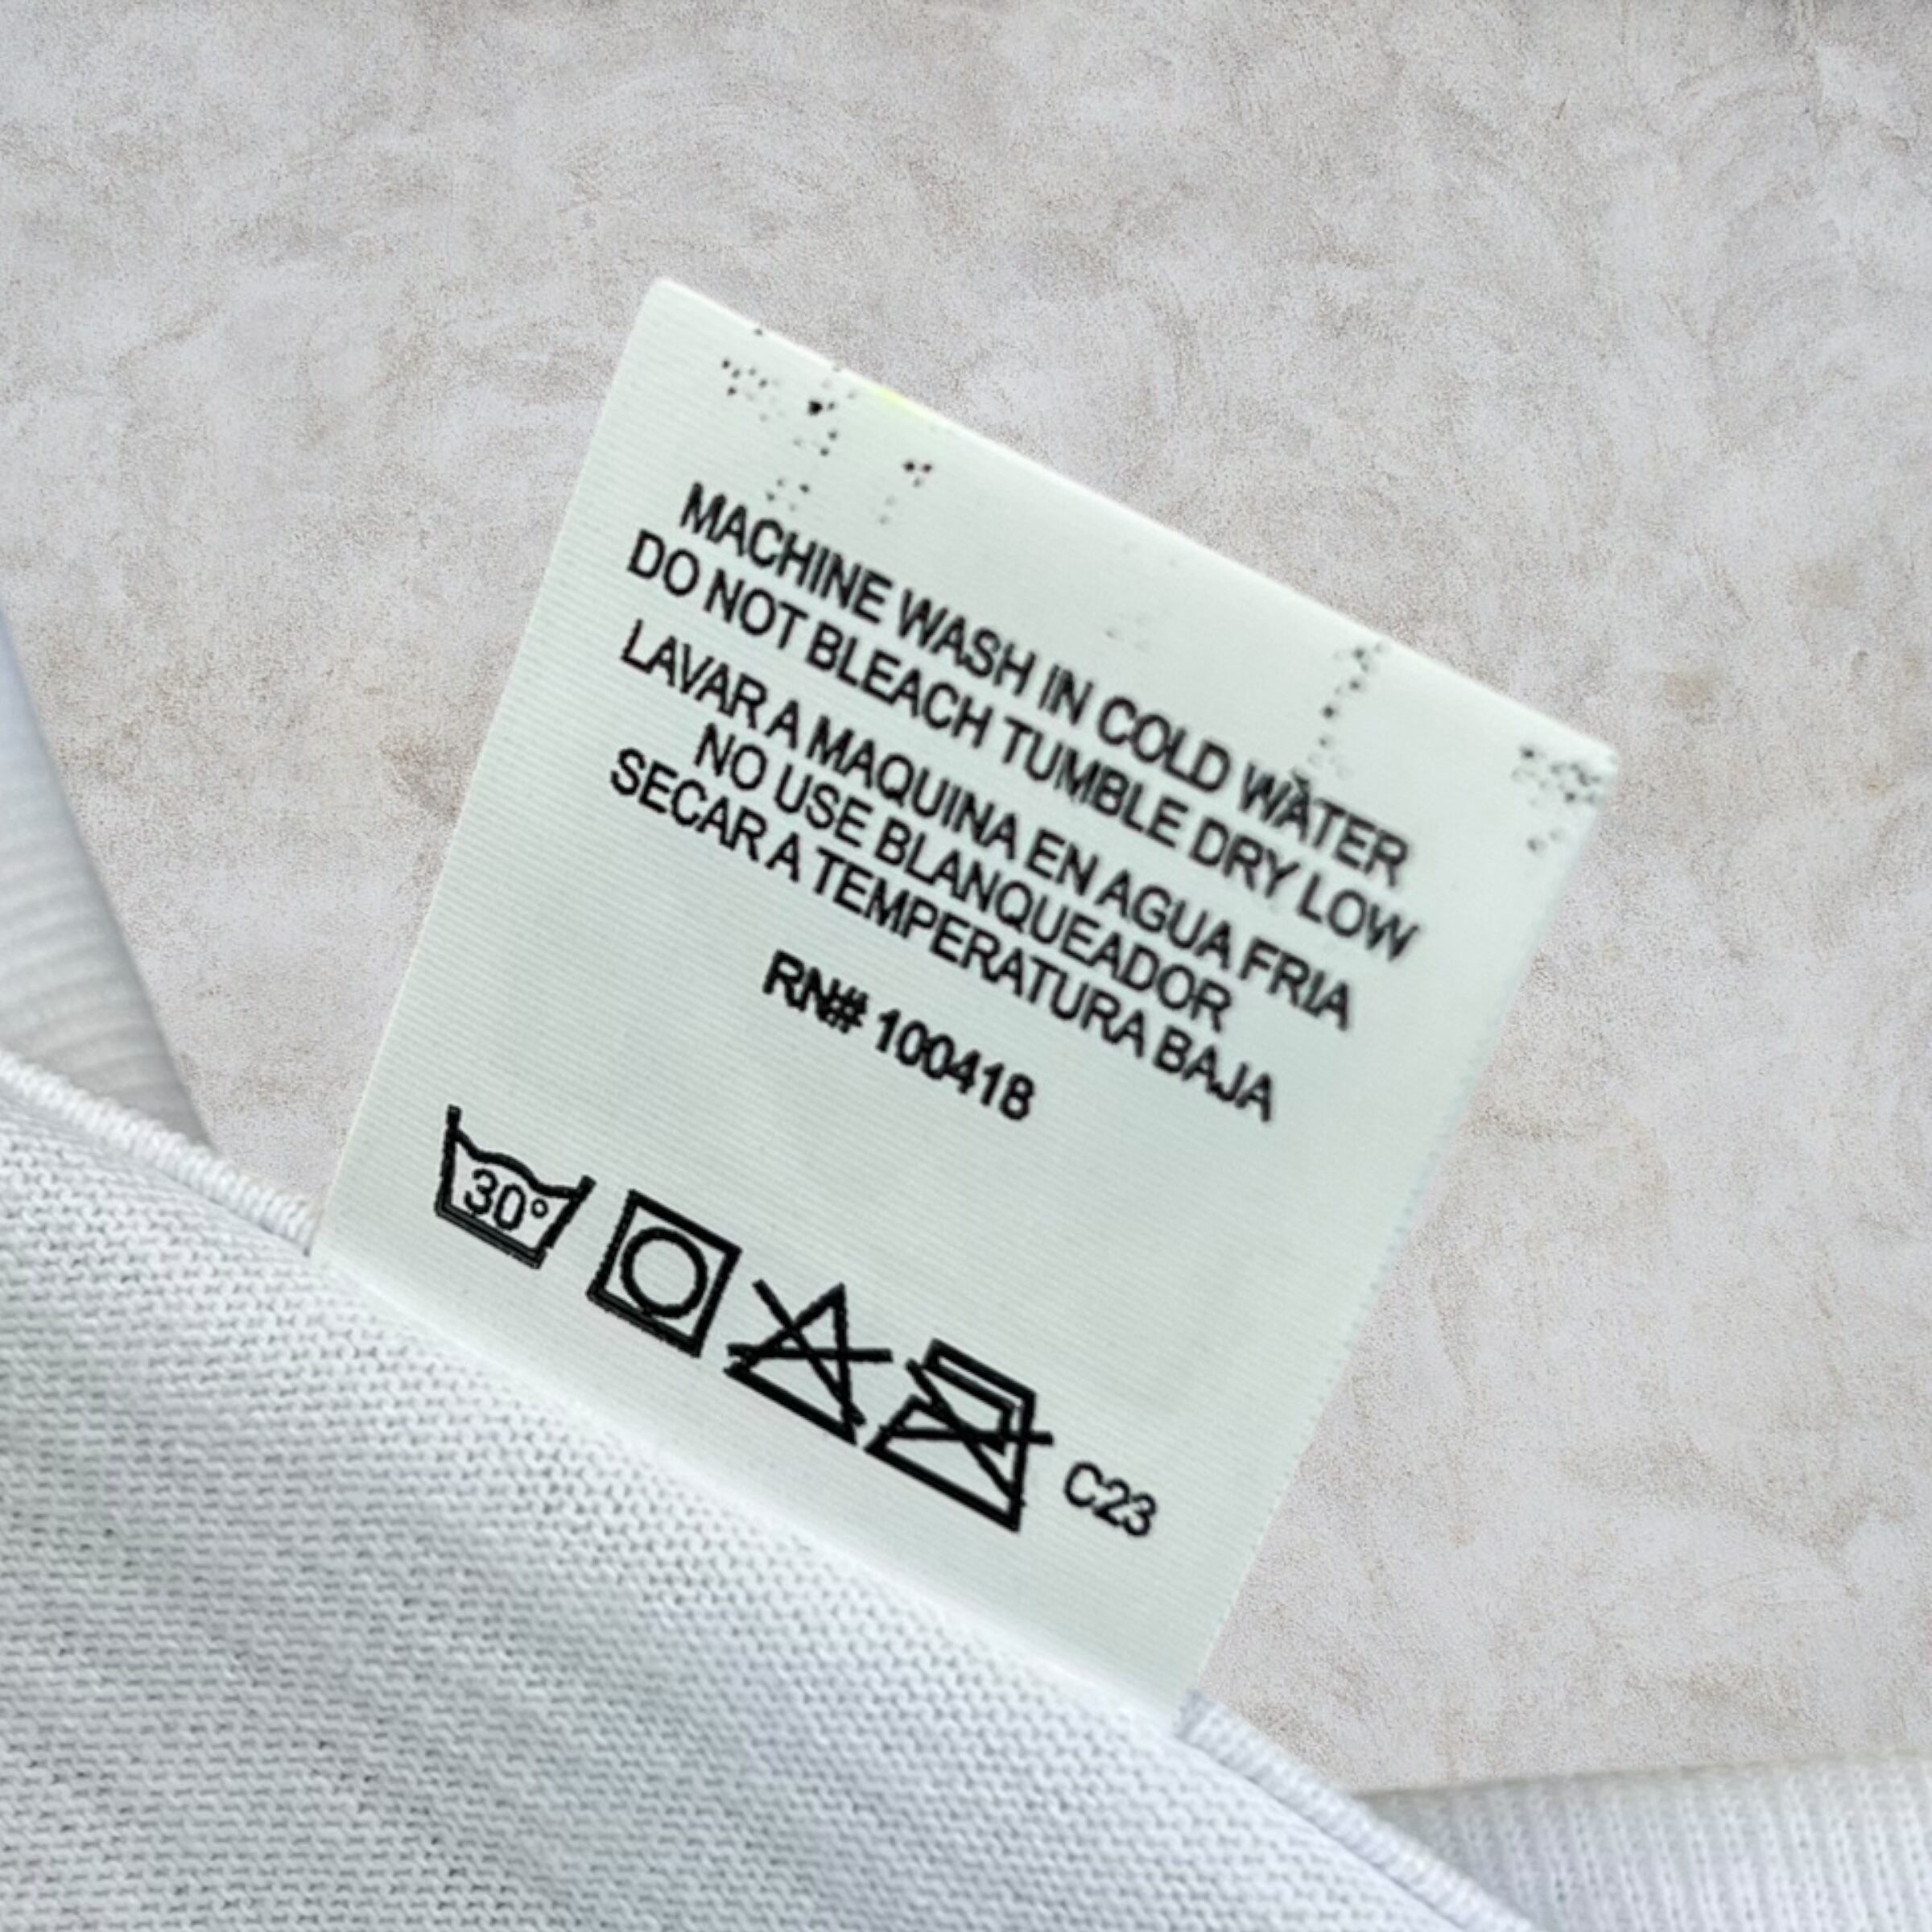 MACHINE WASH IN COLD WATER
DO NOT BLEACH TUMBLE DRY LOW
LAVAR A MAQUINA EN AGUA FRIA
NO USE BLANQUEADOR
SECAR A TEMPERATURA BAJA
RN# 100418
30°
C23